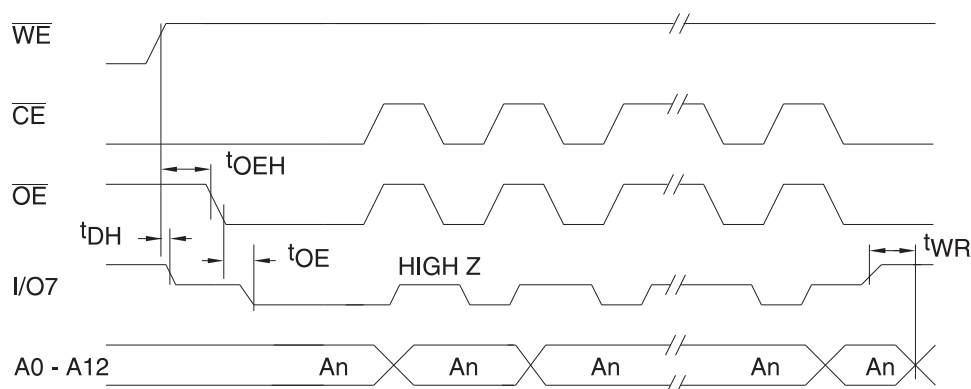 WE
CE
tOEH
OE
tDH
tOE
tWR
HIGH Z
I/O7
A0 - A12 An An An An An